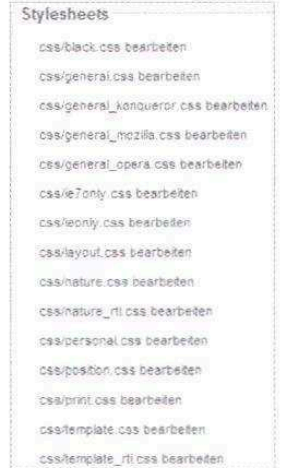 Stylesheets
css/black.css bearbeiten
css/general.css bearbeiten
css/general_konqueror.css bearbeiten
css/general_mozilla.css bearbeiten
css/general_opera.css bearbeiten
css/ie7only.css bearbeiten
css/ieonly.css bearbeiten
css/layout.css bearbeiten
css/nature.css bearbeiten
css/nature_rtl.css bearbeiten
css/personal.css bearbeiten
css/position.css bearbeiten
css/print.css bearbeiten
css/template.css bearbeiten
css/template_rtl.css bearbeiten